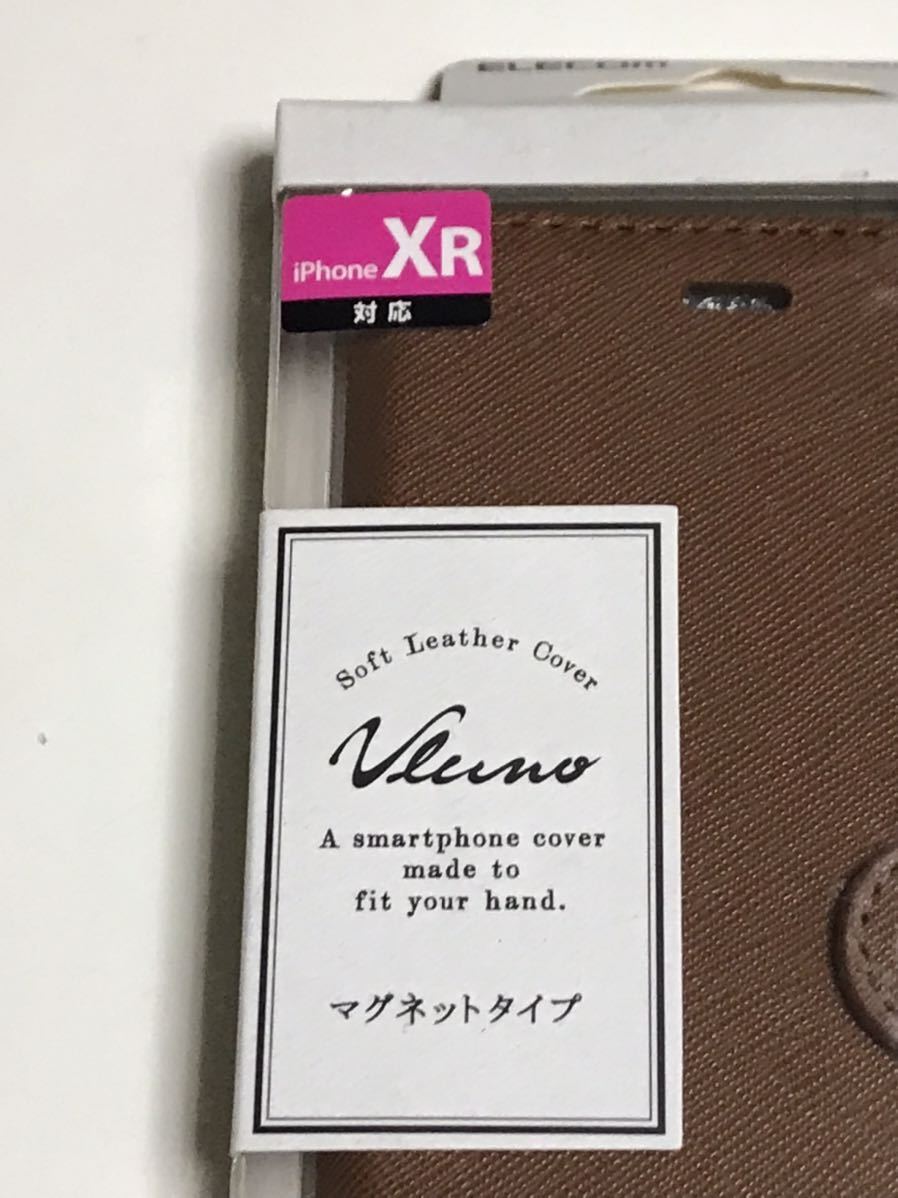 ELECOM
iPhone XR
対応
Soft Leather Cover
Vluno
A smartphone cover
made to
fit your hand.
マグネットタイプ